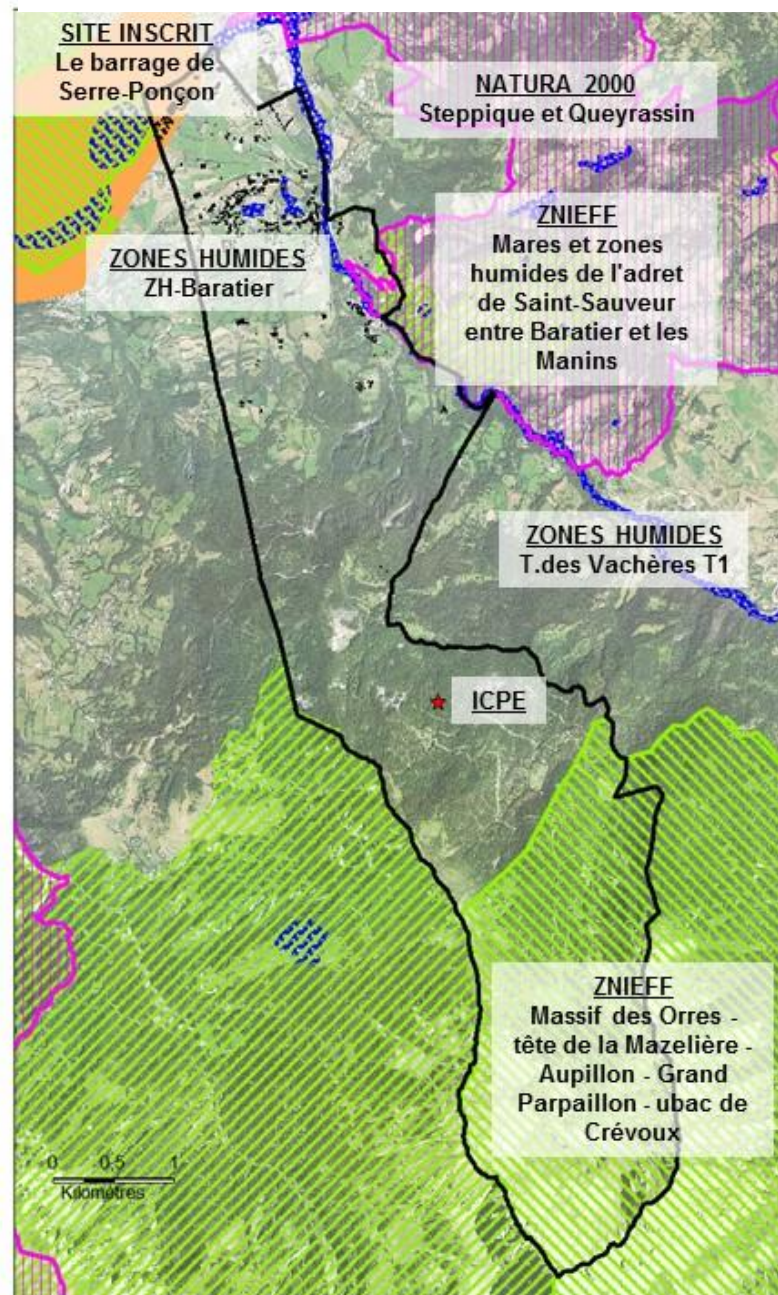 SITE INSCRIT
Le barrage de
Serre-Ponçon
NATURA 2000
Steppique et Queyrassin
ZNIEFF
Mares et zones
humides de l'adret
de Saint-Sauveur
entre Baratier et les
Manins
ZONES HUMIDES
ZH-Baratier
ZONES HUMIDES
T.des Vachères T1
ICPE
ZNIEFF
Massif des Orres -
tête de la Mazelière -
Aupillon - Grand
Parpaillon - ubac de
Crévoux
0 0,5 1
Kilomètres